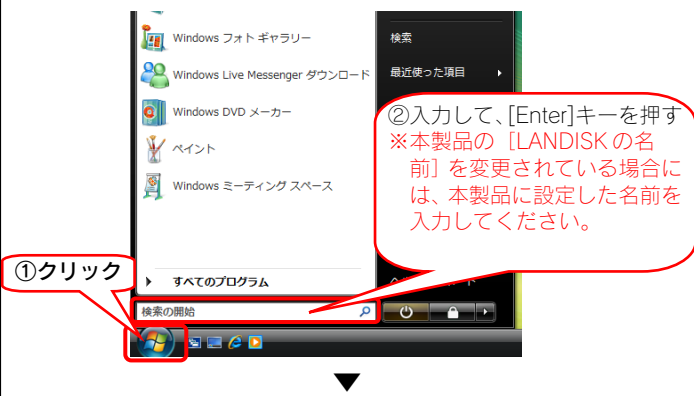 Windows フォト ギャラリー
検索
Windows Live Messenger ダウンロード
最近使った項目
Windows DVD メーカー
ペイント
Windows ミーティング スペース
②入力して、[Enter]キーを押す
※本製品の［LANDISKの名
前］を変更されている場合に
は、本製品に設定した名前を
入力してください。
①クリック
すべてのプログラム
検索の開始